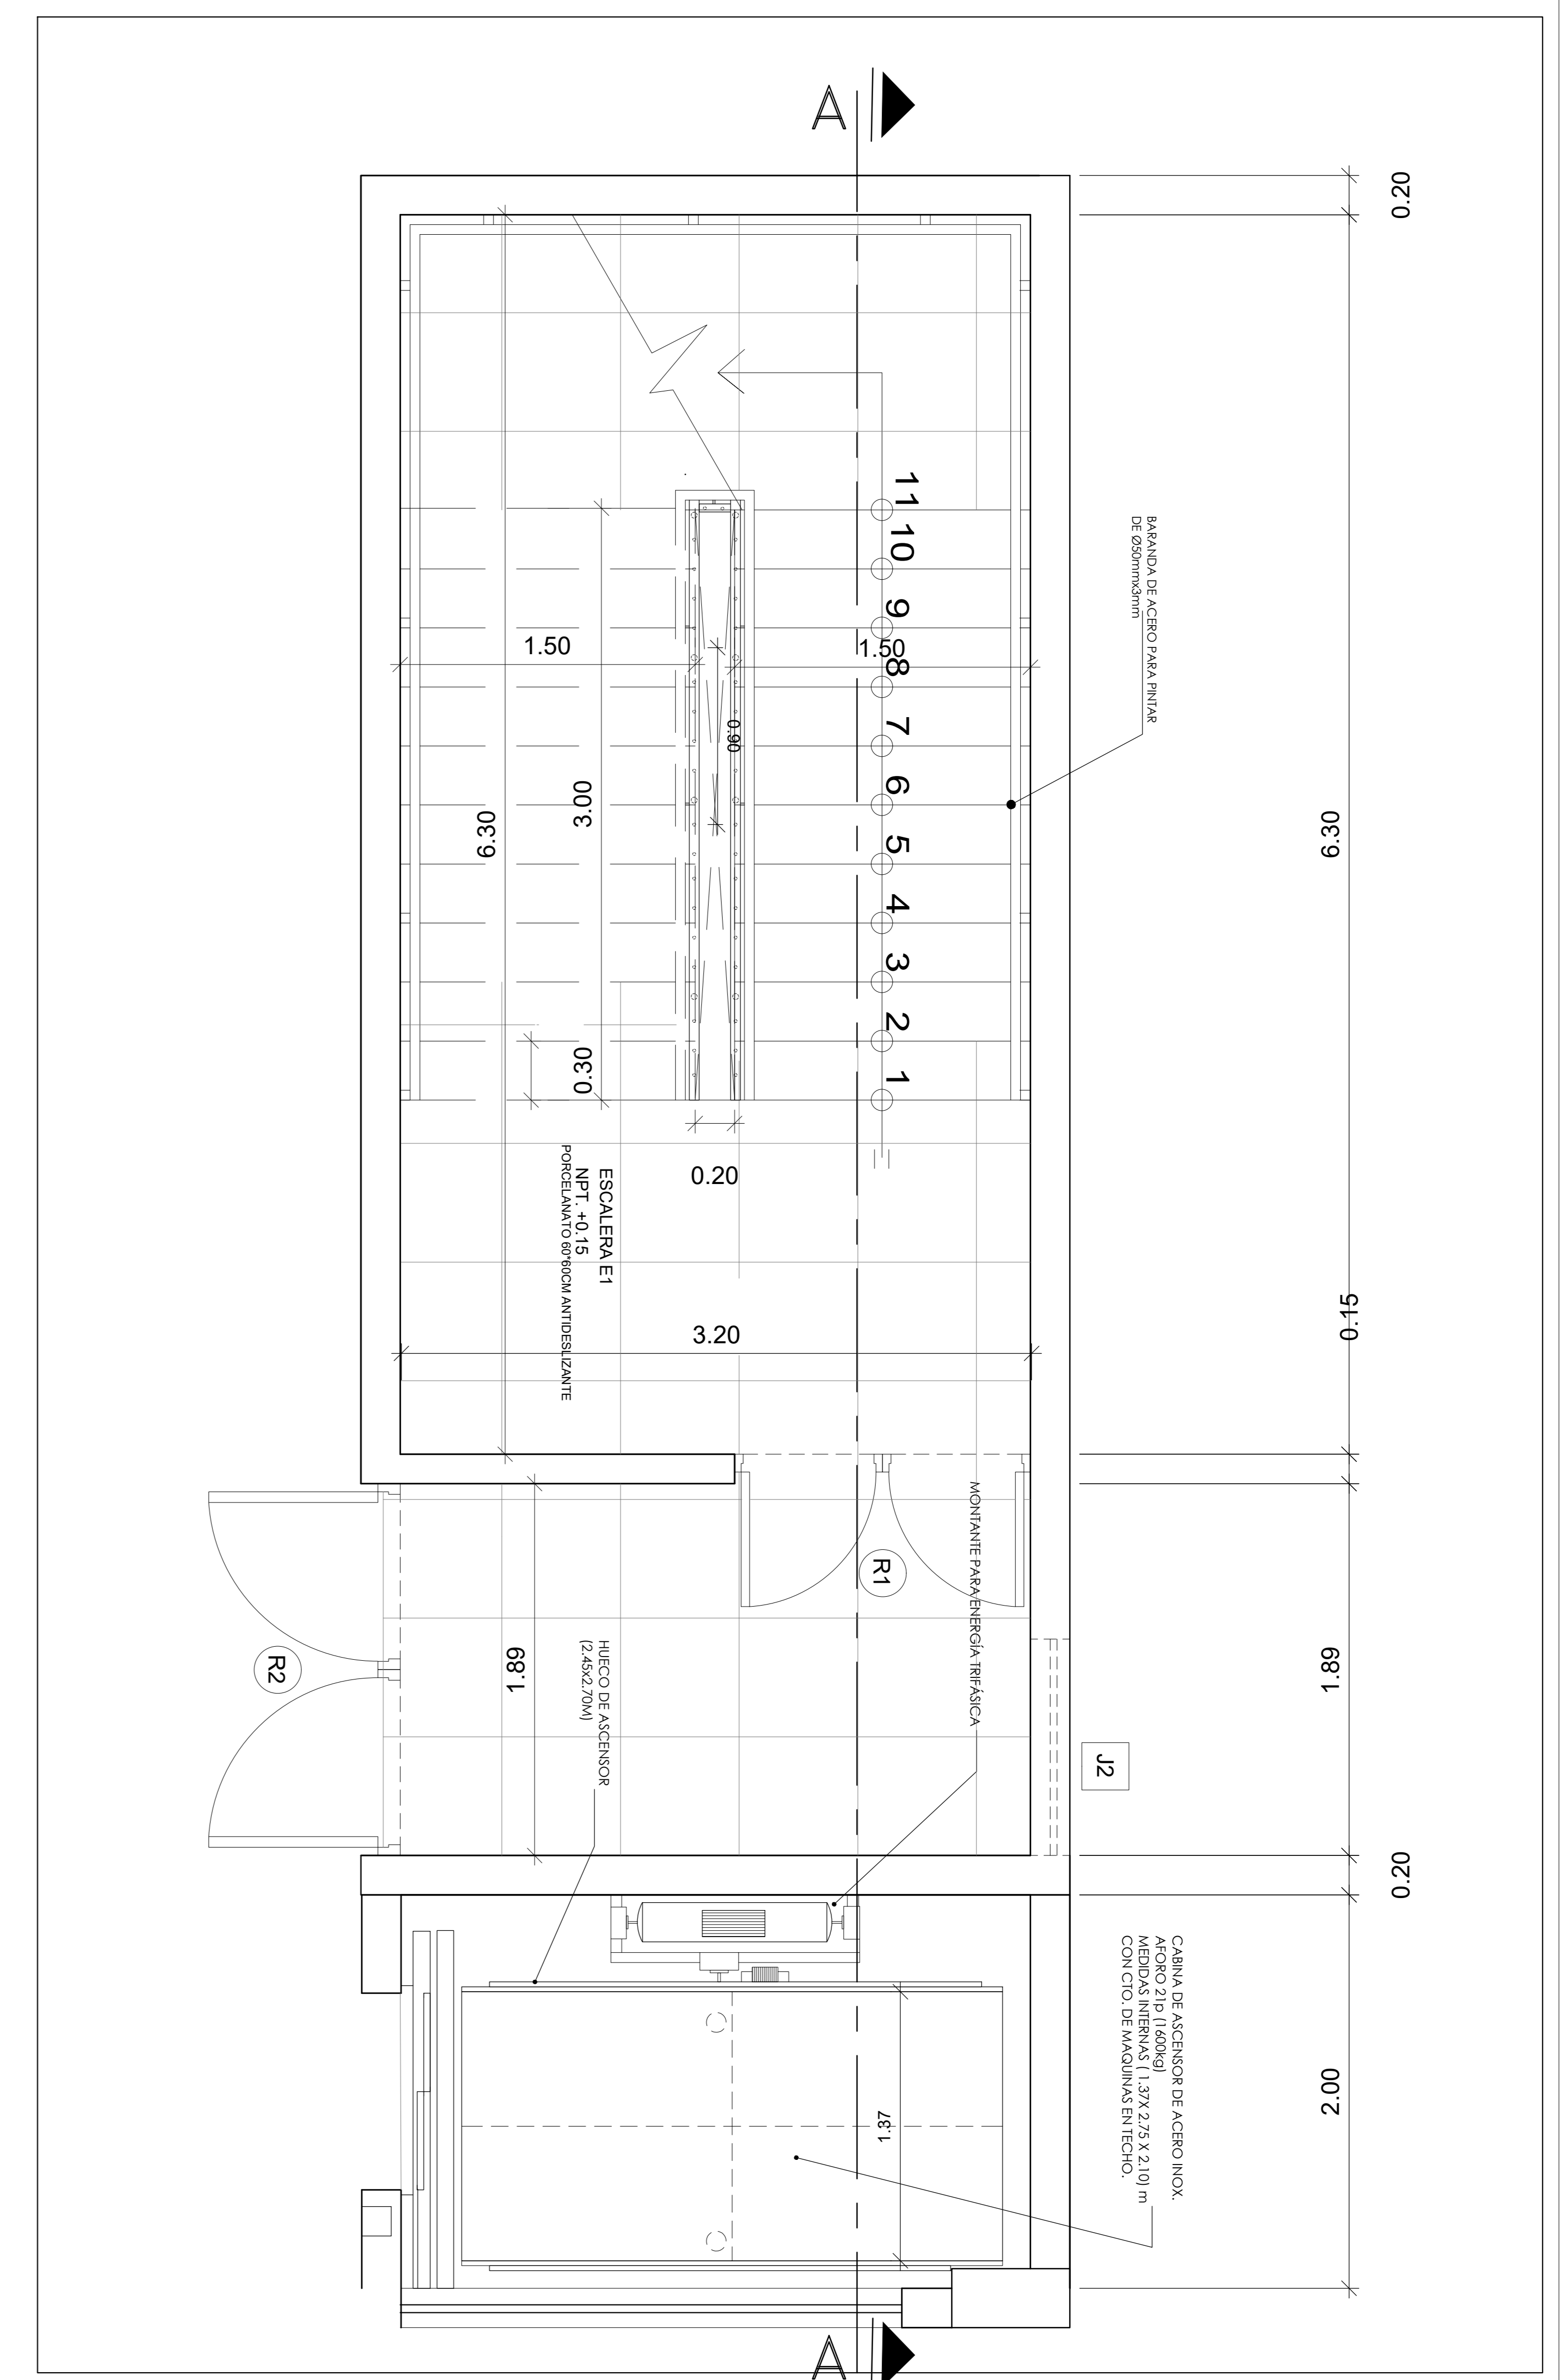 A
0.20
BARANDA DE ACERO PARA PINTAR
DE Ø50mmx3mm
11
10
9
8
7
6
5
4
3
2
1
1.50
1.50
0.90
3.00
6.30
6.30
0.30
0.20
ESCALERA E1
NPT. +0.15
PORCELANATO 60*60CM ANTIDESLIZANTE
3.20
0.15
MONTANTE PARA ENERGÍA TRIFÁSICA
R1
R2
1.89
1.89
HUECO DE ASCENSOR
(2.45x2.70M)
J2
0.20
CABINA DE ASCENSOR DE ACERO INOX.
AFORO 21p (1600kg)
MEDIDAS INTERNAS ( 1.37X 2.75 X 2.10) m
CON CTO. DE MAQUINAS EN TECHO.
2.00
1.37
A